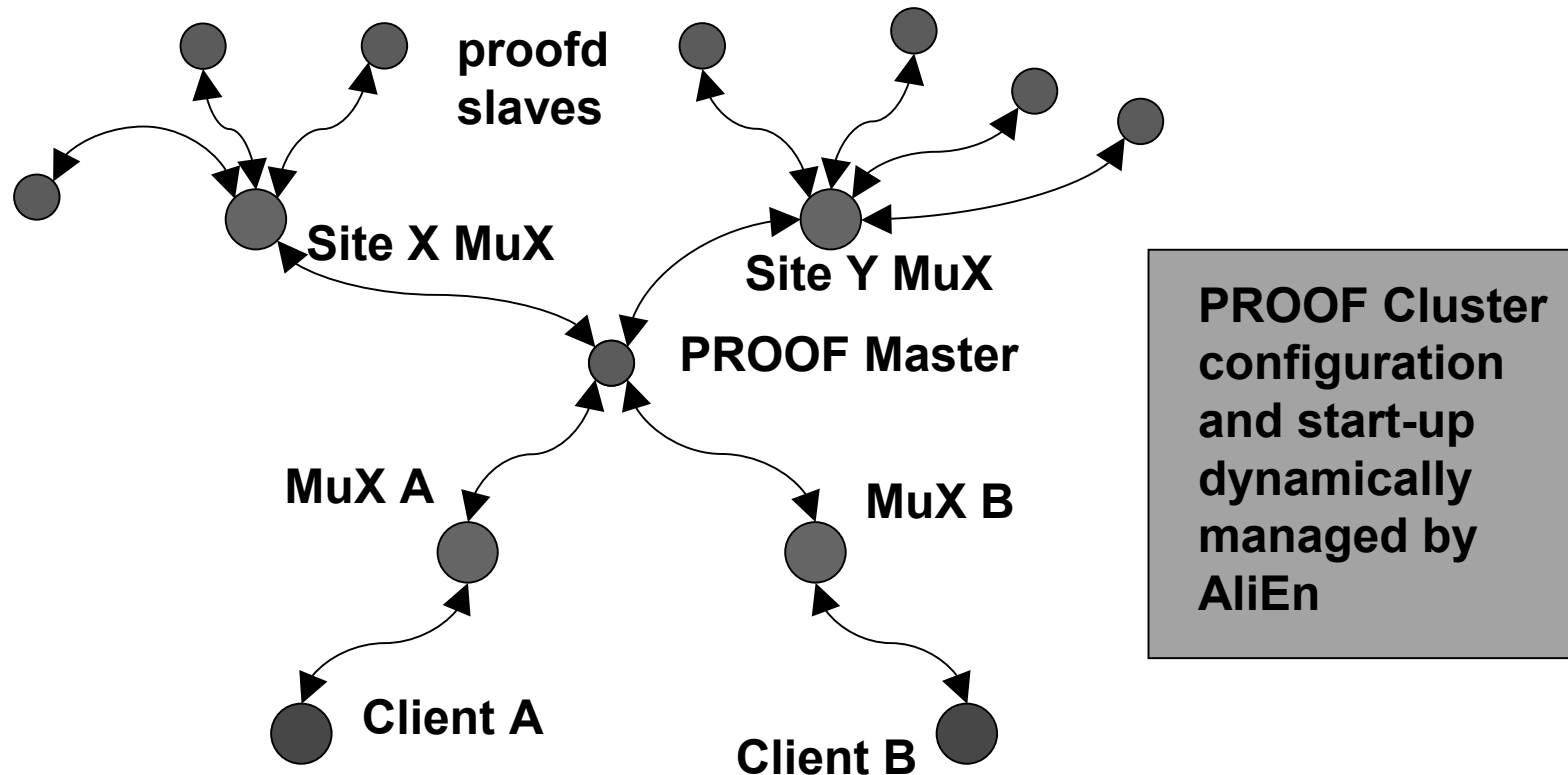 proofd
slaves
Site X MuX
Site Y MuX
PROOF Master
MuX A
MuX B
Client A
Client B
PROOF Cluster
configuration
and start-up
dynamically
managed by
AliEn